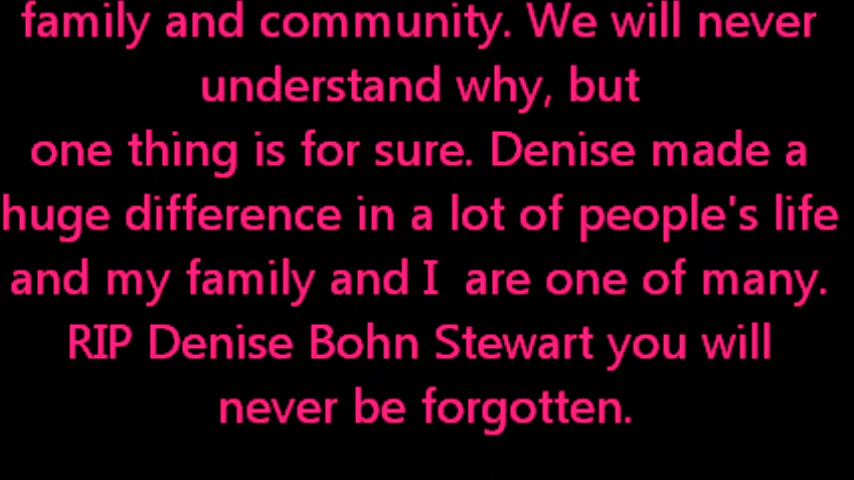 family and community. We will never
understand why, but
one thing is for sure. Denise made a
huge difference in a lot of people's life
and my family and I  are one of many.
RIP Denise Bohn Stewart you will
never be forgotten.